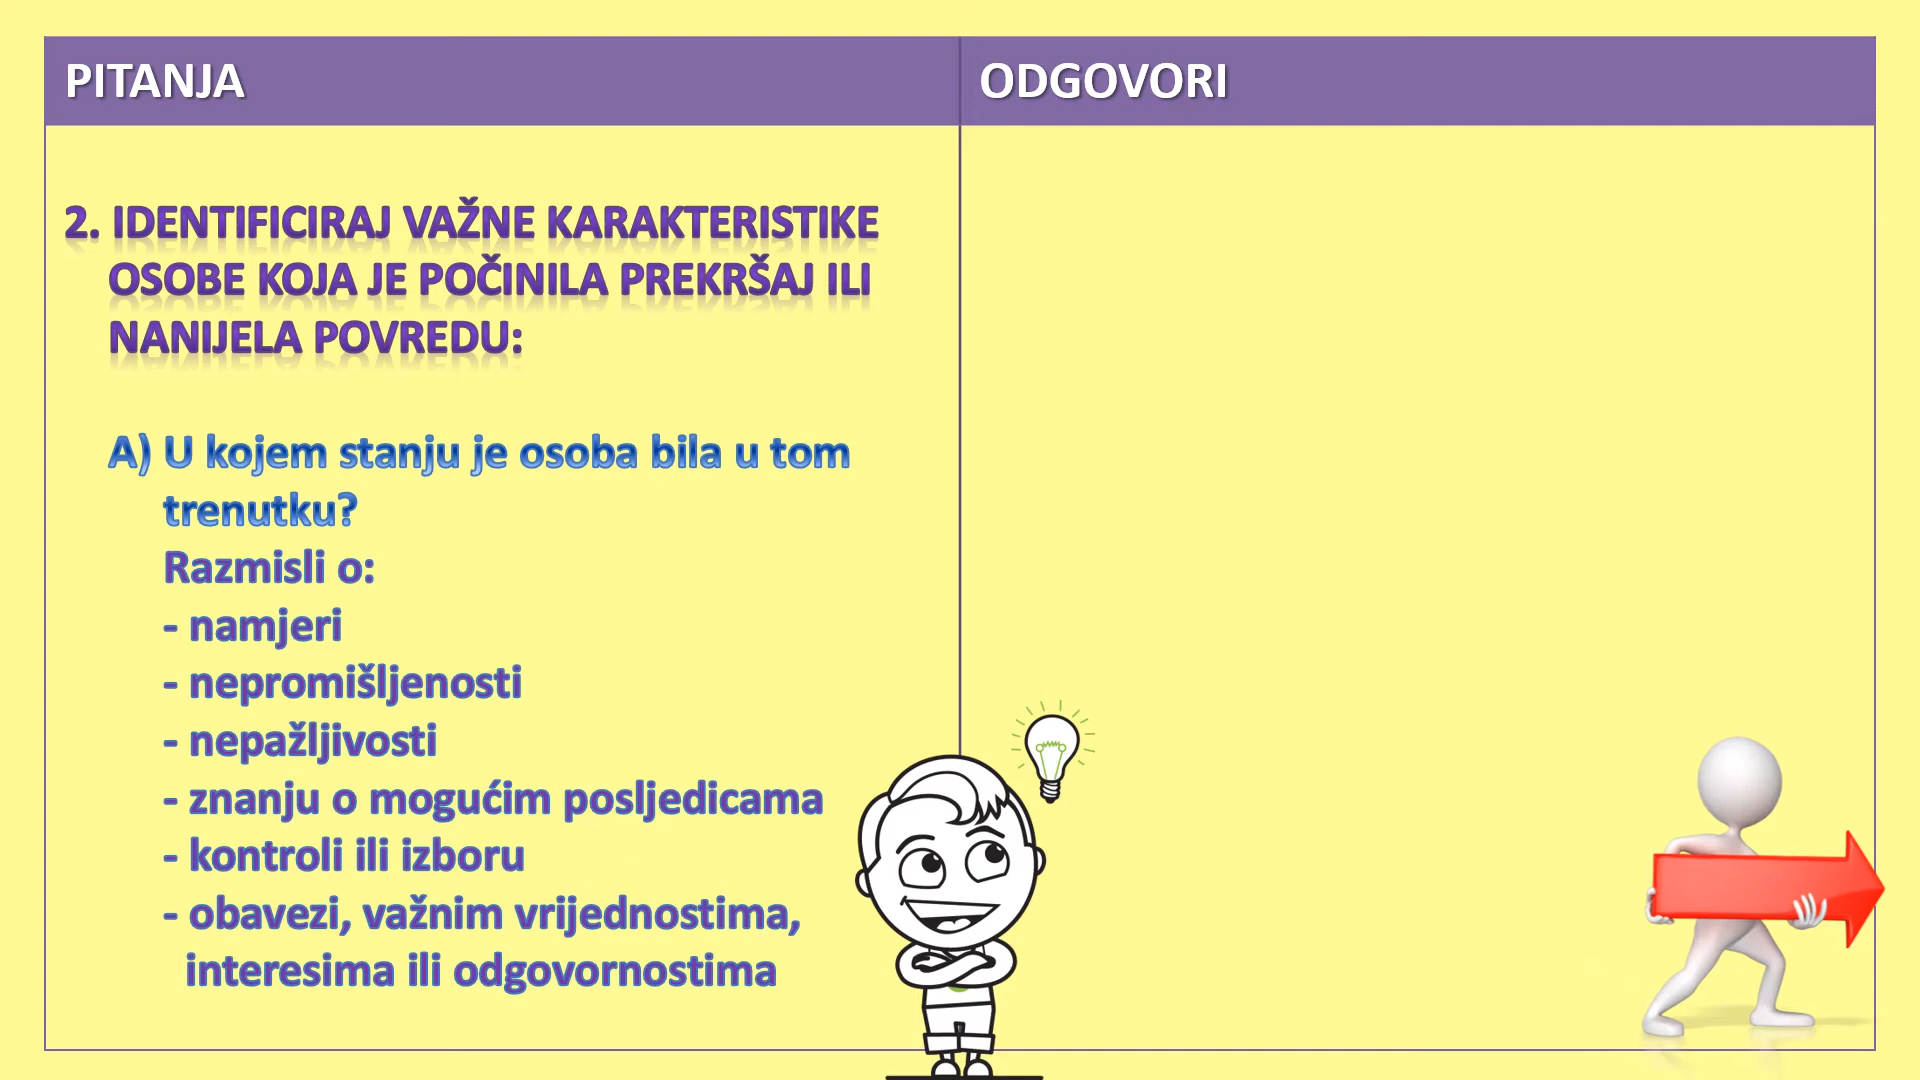 PITANJA
ODGOVORI
2. IDENTIFICIRAJ VAŽNE KARAKTERISTIKE
OSOBE KOJA JE POČINILA PREKRŠAJ ILI
NANIJELA POVREDU:
A) U kojem stanju je osoba bila u tom
trenutku?
Razmisli o:
- namjeri
- nepromišljenosti
- nepažljivosti
- znanju o mogućim posljedicama
- kontroli ili izboru
- obavezi, važnim vrijednostima,
interesima ili odgovornostima